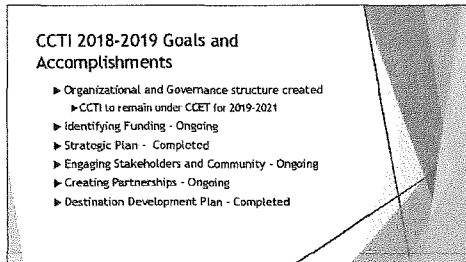 CCTI 2018-2019 Goals and
Accomplishments
▶ Organizational and Governance structure created
▶ CCTI to remain under CCET for 2019-2021
▶ Identifying Funding - Ongoing
▶ Strategic Plan - Completed
▶ Engaging Stakeholders and Community - Ongoing
▶ Creating Partnerships - Ongoing
▶ Destination Development Plan - Completed